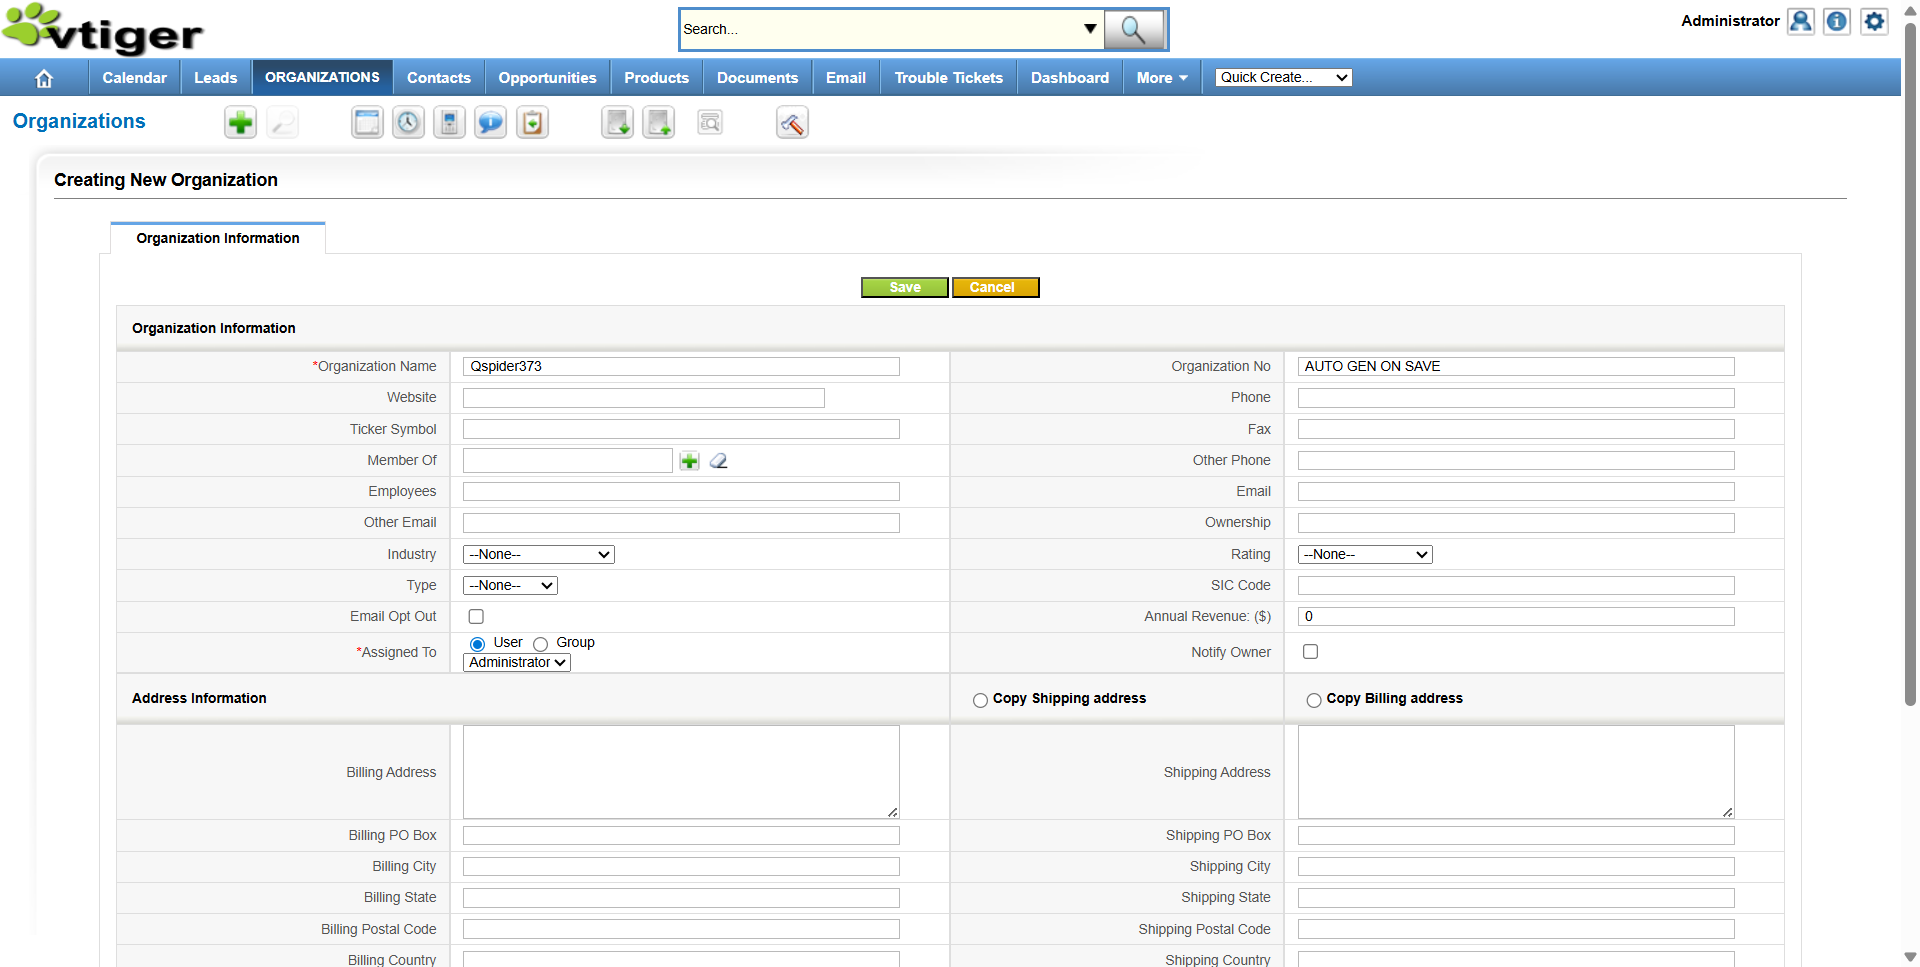 vtiger
Search...
Administrator
Calendar
Leads
ORGANIZATIONS
Contacts
Opportunities
Products
Documents
Email
Trouble Tickets
Dashboard
More
Quick Create...
Organizations
Creating New Organization
Organization Information
Save
Cancel
Organization Information
*Organization Name
Qspider373
Organization No
AUTO GEN ON SAVE
Website
Phone
Ticker Symbol
Fax
Member Of
Other Phone
Employees
Email
Other Email
Ownership
Industry
--None--
Rating
--None--
Type
--None--
SIC Code
Email Opt Out
Annual Revenue: ($)
0
*Assigned To
User
Group
Administrator
Notify Owner
Address Information
Copy Shipping address
Copy Billing address
Billing Address
Shipping Address
Billing PO Box
Shipping PO Box
Billing City
Shipping City
Billing State
Shipping State
Billing Postal Code
Shipping Postal Code
Billing Country
Shipping Country